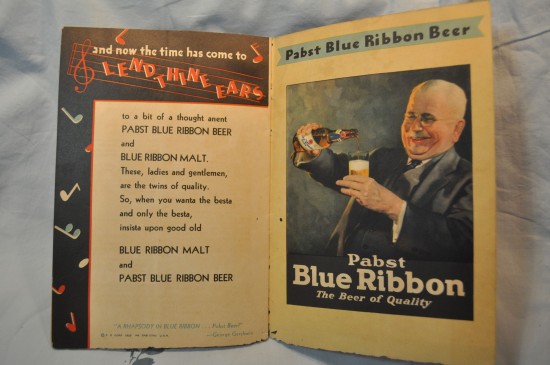 and now the time has come to
LEND THINE EARS
to a bit of a thought anent
PABST BLUE RIBBON BEER
and
BLUE RIBBON MALT.
These, ladies and gentlemen,
are the twins of quality.
So, when you wanta the besta
and only the besta,
insista upon good old
BLUE RIBBON MALT
and
PABST BLUE RIBBON BEER
"A RHAPSODY IN BLUE RIBBON ... Pabst Beer!"
—George Gershwin
Pabst Blue Ribbon Beer
Pabst
Blue Ribbon
The Beer of Quality